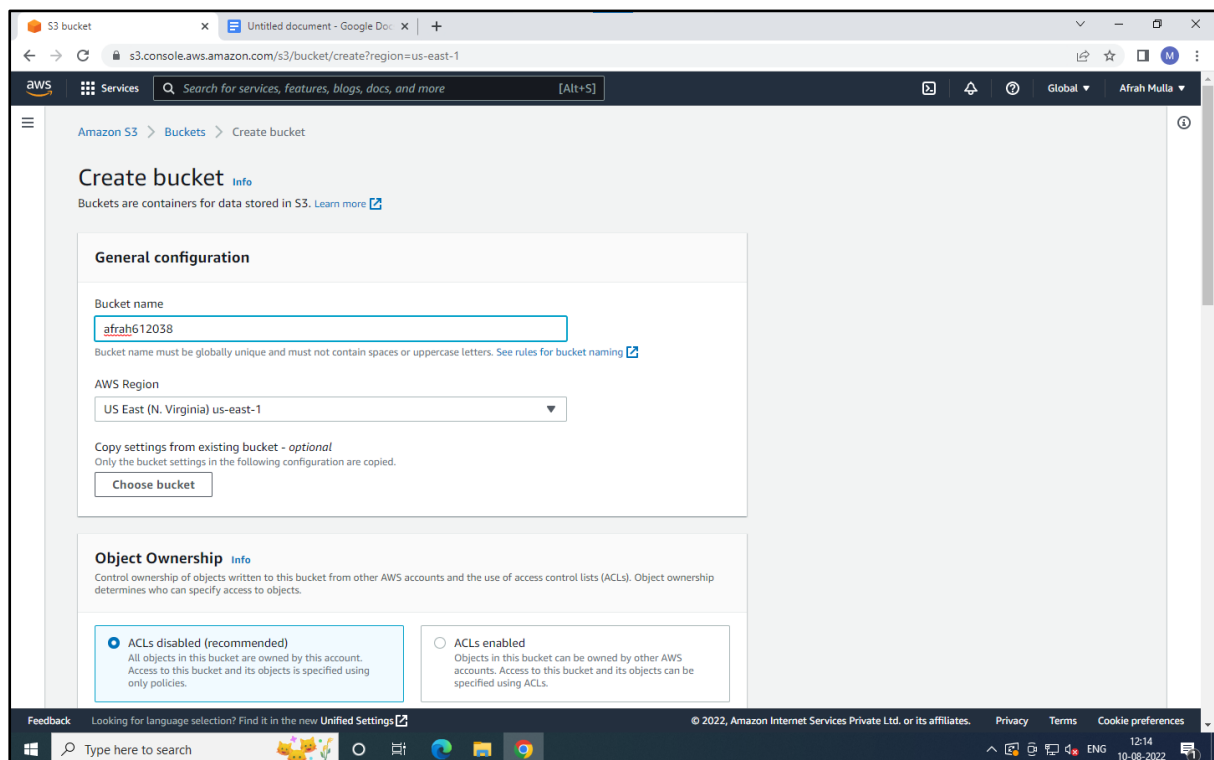 S3 bucket
Untitled document - Google Doc
s3.console.aws.amazon.com/s3/bucket/create?region=us-east-1
M
aws
Services
Search for services, features, blogs, docs, and more
[Alt+S]
Global
Afrah Mulla
Amazon S3
Buckets
Create bucket
Create bucket Info
Buckets are containers for data stored in S3. Learn more
General configuration
Bucket name
afrah612038
Bucket name must be globally unique and must not contain spaces or uppercase letters. See rules for bucket naming
AWS Region
US East (N. Virginia) us-east-1
Copy settings from existing bucket - optional
Only the bucket settings in the following configuration are copied.
Choose bucket
Object Ownership Info
Control ownership of objects written to this bucket from other AWS accounts and the use of access control lists (ACLs). Object ownership
determines who can specify access to objects.
ACLs disabled (recommended)
All objects in this bucket are owned by this account.
Access to this bucket and its objects is specified using
only policies.
ACLs enabled
Objects in this bucket can be owned by other AWS
accounts. Access to this bucket and its objects can be
specified using ACLs.
Feedback
Looking for language selection? Find it in the new Unified Settings
© 2022, Amazon Internet Services Private Ltd. or its affiliates.
Privacy
Terms
Cookie preferences
Type here to search
ENG
12:14
10-08-2022
1